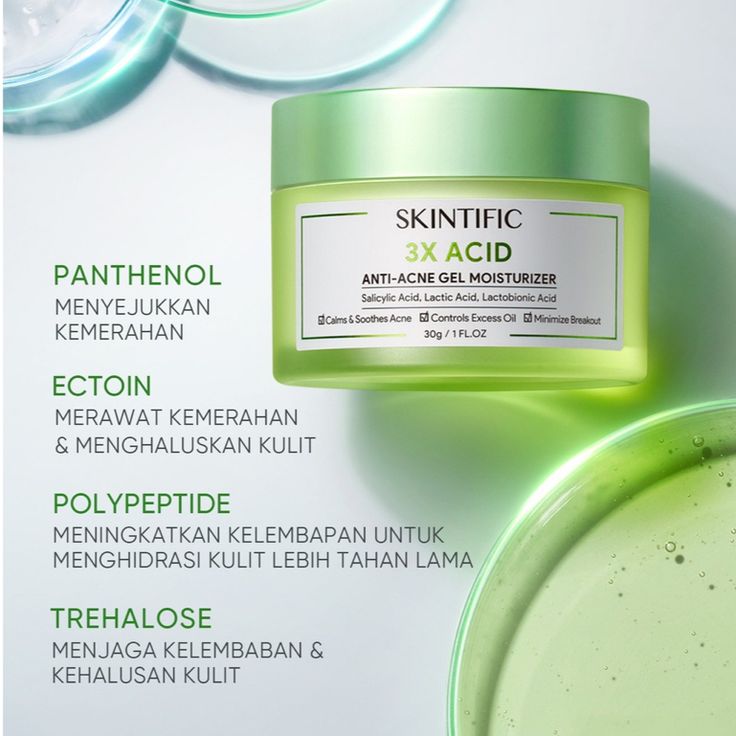 SKINTIFIC
3X ACID
ANTI-ACNE GEL MOISTURIZER
Salicylic Acid, Lactic Acid, Lactobionic Acid
☑Calms & Soothes Acne ☑ Controls Excess Oil ☑ Minimize Breakout
30g / 1 FL.OZ
PANTHENOL
MENYEJUKKAN
KEMERAHAN
ECTOIN
MERAWAT KEMERAHAN
& MENGHALUSKAN KULIT
POLYPEPTIDE
MENINGKATKAN KELEMBAPAN UNTUK
MENGHIDRASI KULIT LEBIH TAHAN LAMA
TREHALOSE
MENJAGA KELEMBABAN &
KEHALUSAN KULIT